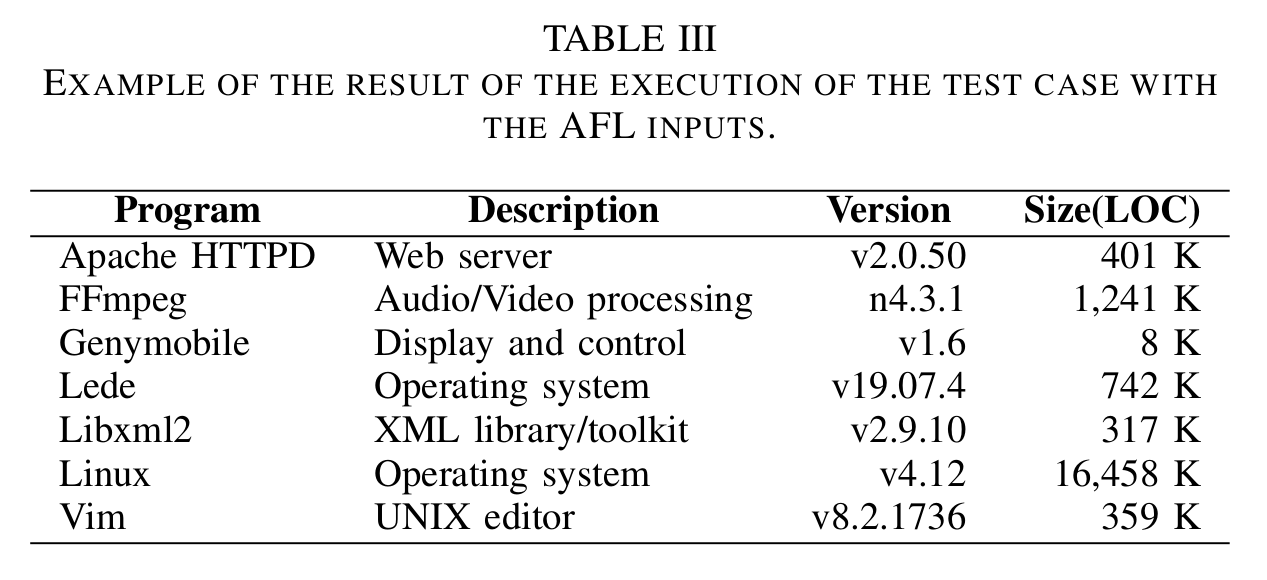 TABLE III
EXAMPLE OF THE RESULT OF THE EXECUTION OF THE TEST CASE WITH
THE AFL INPUTS.
Program Description Version Size(LOC)
Apache HTTPD Web server v2.0.50 401 K
FFmpeg Audio/Video processing n4.3.1 1,241 K
Genymobile Display and control v1.6 8 K
Lede Operating system v19.07.4 742 K
Libxml2 XML library/toolkit v2.9.10 317 K
Linux Operating system v4.12 16,458 K
Vim UNIX editor v8.2.1736 359 K